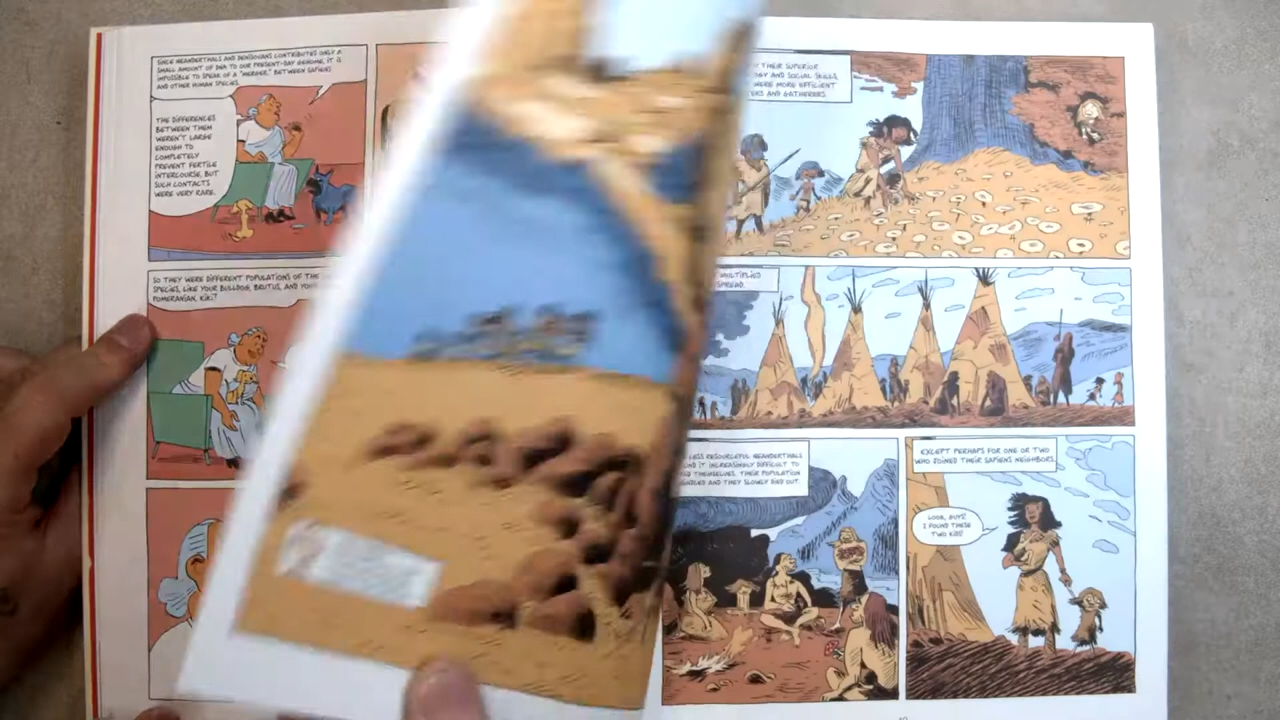 SINCE NEANDERTHALS AND DENISOVANS CONTRIBUTED ONLY A
SMALL AMOUNT OF DNA TO OUR PRESENT-DAY GENOME, IT IS
IMPOSSIBLE TO SPEAK OF A "MERGER" BETWEEN SAPIENS
AND OTHER HUMAN SPECIES.
THE DIFFERENCES
BETWEEN THEM
WEREN'T LARGE
ENOUGH TO
COMPLETELY
PREVENT FERTILE
INTERCOURSE, BUT
SUCH CONTACTS
WERE VERY RARE.
SO THEY WERE DIFFERENT POPULATIONS OF THE
SPECIES, LIKE YOUR BULLDOG, BRUTUS, AND YOUR
POMERANIAN, KIKI?
THEIR SUPERIOR
AND SOCIAL SKILLS,
WERE MORE EFFICIENT
AND GATHERERS.
MULTIPLIED
SPREAD.
LESS RESOURCEFUL NEANDERTHALS
IT INCREASINGLY DIFFICULT TO
THEMSELVES. THEIR POPULATION
AND THEY SLOWLY DIED OUT.
EXCEPT PERHAPS FOR ONE OR TWO
WHO JOINED THEIR SAPIENS NEIGHBORS.
LOOK, GUYS!
I FOUND THESE
TWO KIDS!